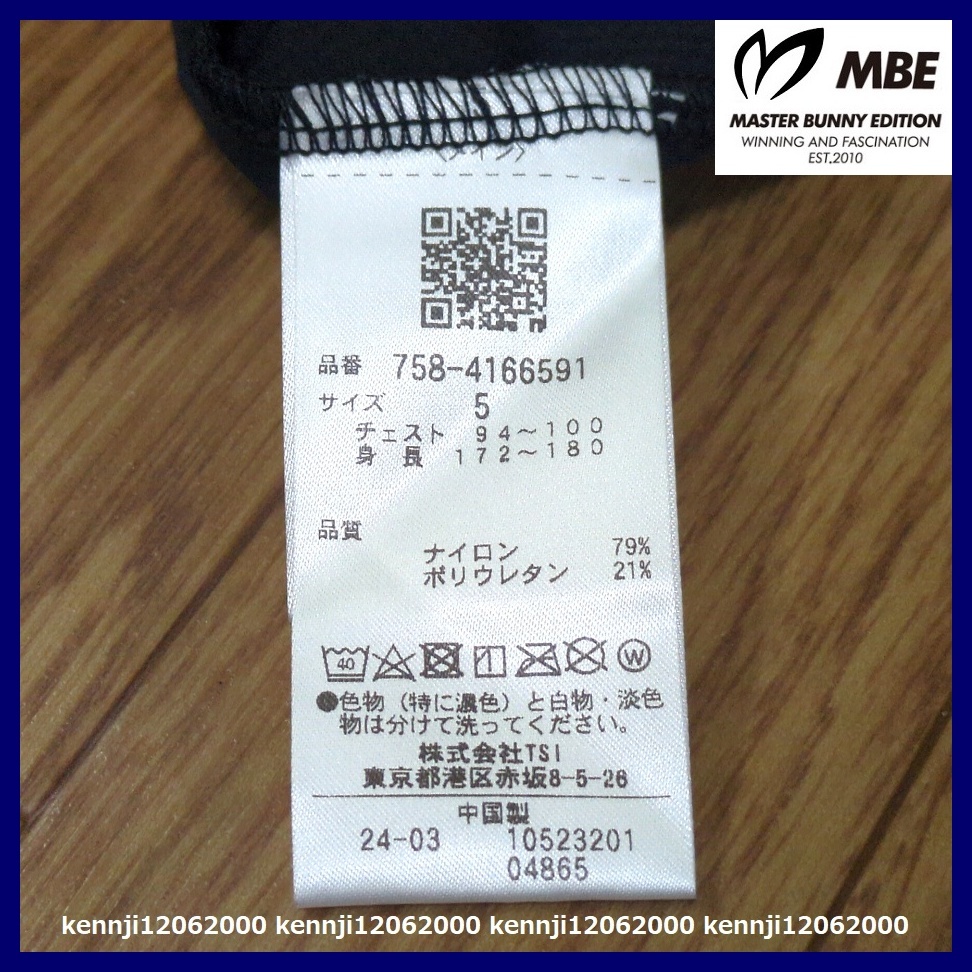 MBE
MASTER BUNNY EDITION
WINNING AND FASCINATION
EST.2010
品番 758-4166591
サイズ 5
チェスト 94～100
身長 172～180
品質
ナイロン 79%
ポリウレタン 21%
40 W
●色物（特に濃色）と白物・淡色
物は分けて洗ってください。
株式会社TSI
東京都港区赤坂8-5-26
中国製
24-03 10523201
04865
kennji12062000 kennji12062000 kennji12062000 kennji12062000